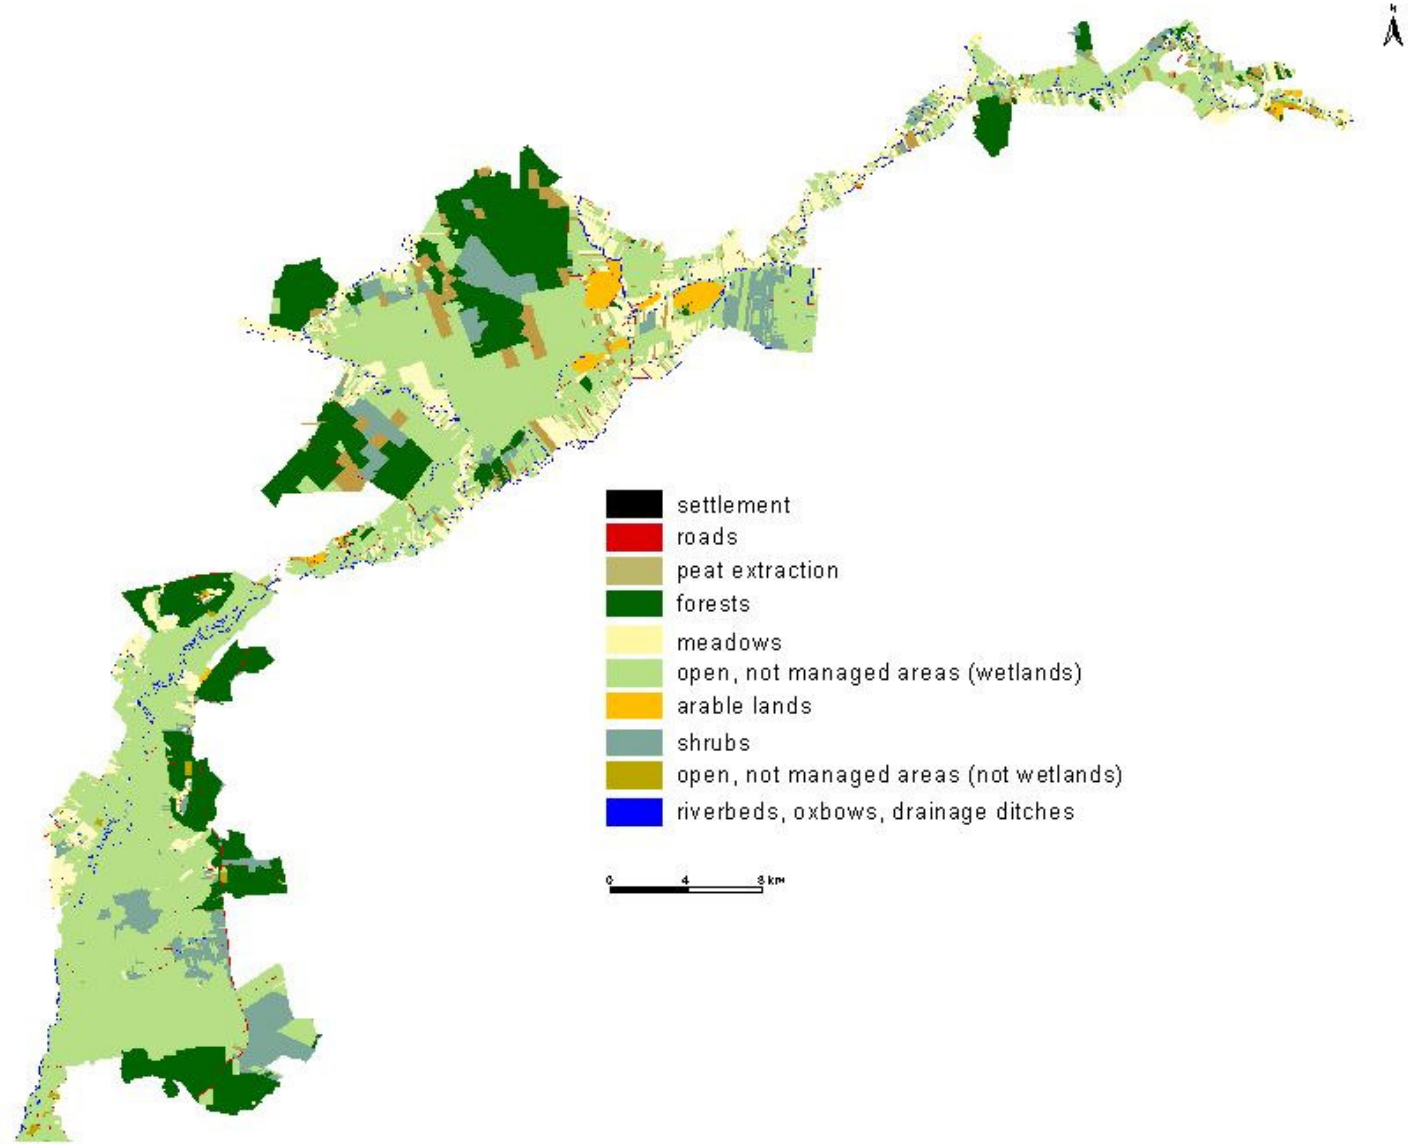 N
settlement
roads
peat extraction
forests
meadows
open, not managed areas (wetlands)
arable lands
shrubs
open, not managed areas (not wetlands)
riverbeds, oxbows, drainage ditches
0 4 8 km